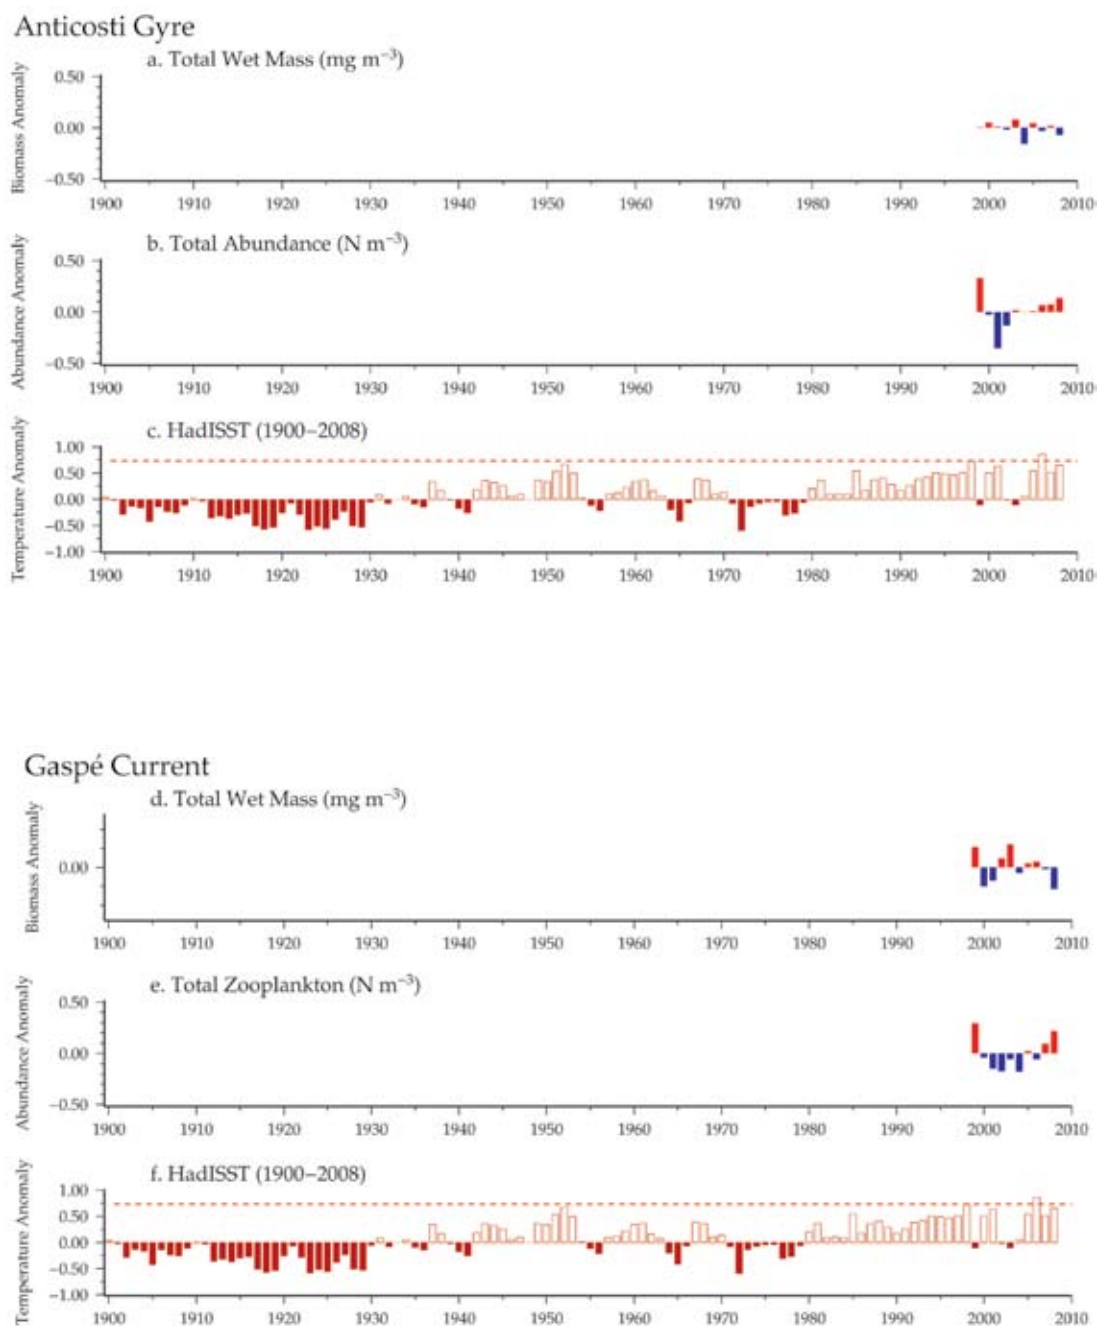 Anticosti Gyre
a. Total Wet Mass (mg m⁻³)
Biomass Anomaly
0.50
0.00
−0.50
1900 1910 1920 1930 1940 1950 1960 1970 1980 1990 2000 2010
b. Total Abundance (N m⁻³)
Abundance Anomaly
0.50
0.00
−0.50
1900 1910 1920 1930 1940 1950 1960 1970 1980 1990 2000 2010
c. HadISST (1900–2008)
Temperature Anomaly
1.00
0.50
0.00
−0.50
−1.00
1900 1910 1920 1930 1940 1950 1960 1970 1980 1990 2000 2010
Gaspé Current
d. Total Wet Mass (mg m⁻³)
Biomass Anomaly
0.00
1900 1910 1920 1930 1940 1950 1960 1970 1980 1990 2000 2010
e. Total Zooplankton (N m⁻³)
Abundance Anomaly
0.50
0.00
−0.50
1900 1910 1920 1930 1940 1950 1960 1970 1980 1990 2000 2010
f. HadISST (1900–2008)
Temperature Anomaly
1.00
0.50
0.00
−0.50
−1.00
1900 1910 1920 1930 1940 1950 1960 1970 1980 1990 2000 2010